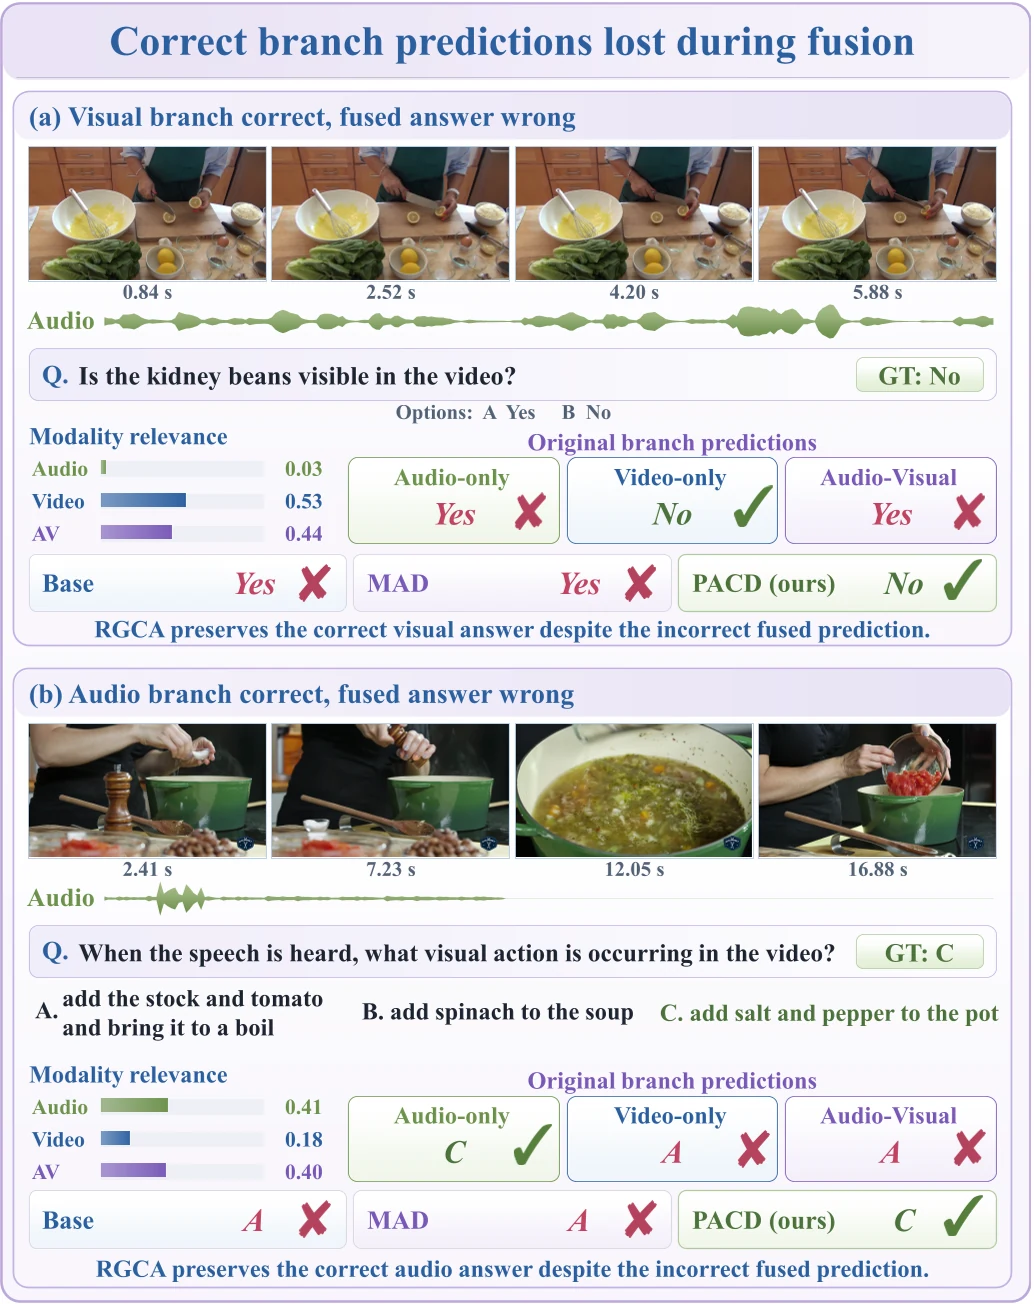 Correct branch predictions lost during fusion
(a) Visual branch correct, fused answer wrong
0.84 s 2.52 s 4.20 s 5.88 s
Audio
Q. Is the kidney beans visible in the video? GT: No
Options: A Yes B No
Modality relevance
Original branch predictions
Audio 0.03
Video 0.53
AV 0.44
Audio-only Video-only Audio-Visual
Yes No Yes
Base Yes MAD Yes PACD (ours) No
RGCA preserves the correct visual answer despite the incorrect fused prediction.
(b) Audio branch correct, fused answer wrong
2.41 s 7.23 s 12.05 s 16.88 s
Audio
Q. When the speech is heard, what visual action is occurring in the video? GT: C
A. add the stock and tomato
and bring it to a boil
B. add spinach to the soup
C. add salt and pepper to the pot
Modality relevance
Original branch predictions
Audio 0.41
Video 0.18
AV 0.40
Audio-only Video-only Audio-Visual
C A A
Base A MAD A PACD (ours) C
RGCA preserves the correct audio answer despite the incorrect fused prediction.